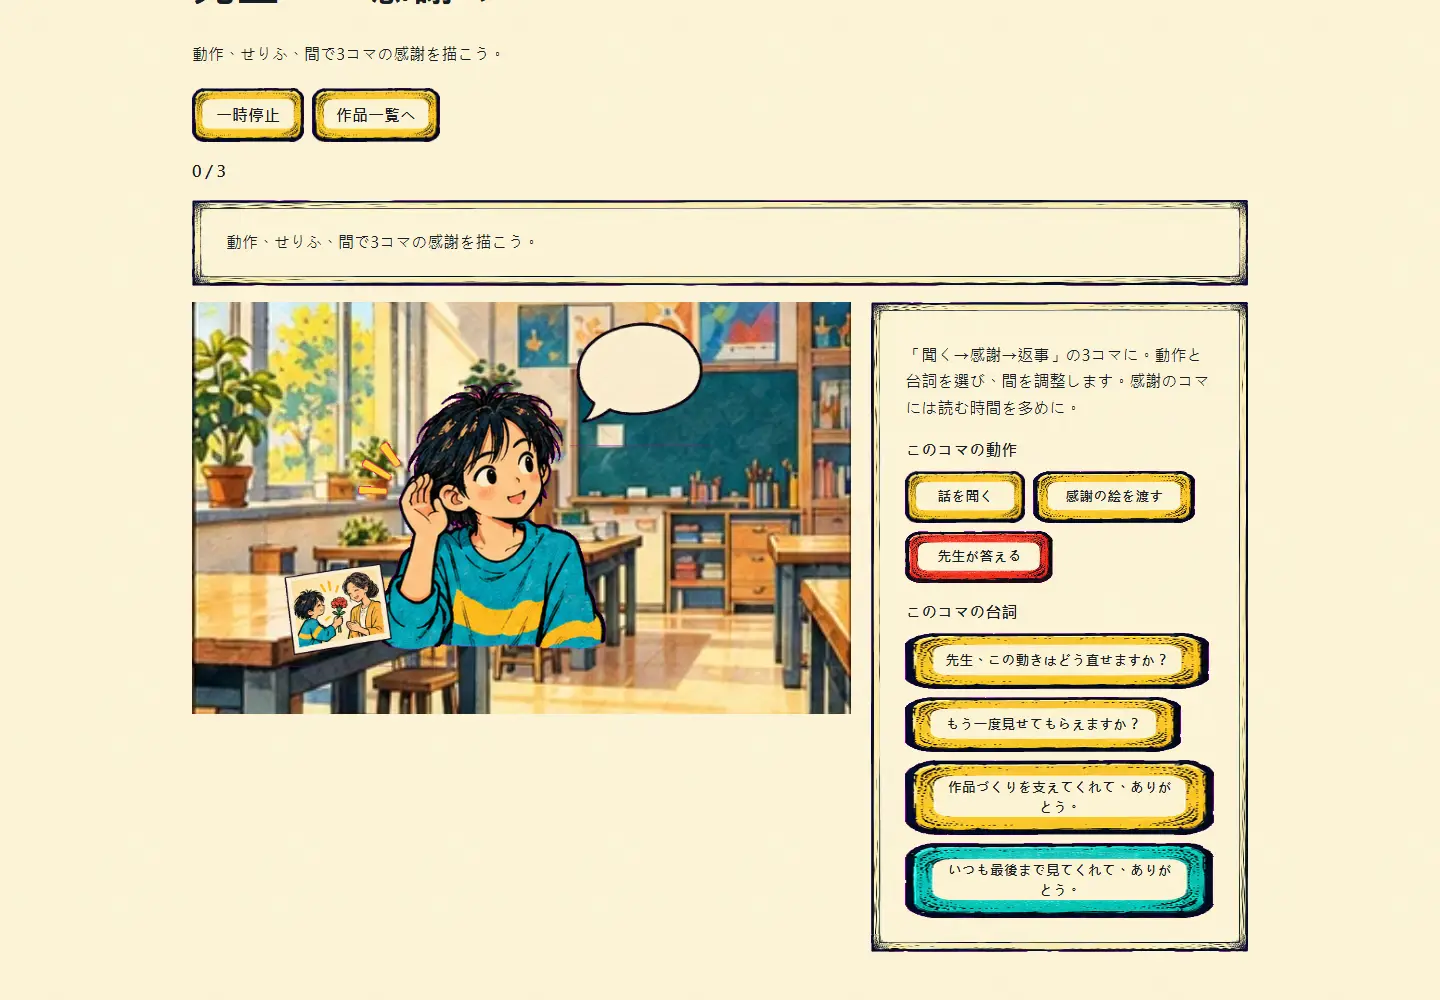 動作、せりふ、間で3コマの感謝を描こう。
一時停止
作品一覧へ
0 / 3
動作、せりふ、間で3コマの感謝を描こう。
「聞く→感謝→返事」の3コマに。動作と
台詞を選び、間を調整します。感謝のコマ
には読む時間を多めに。
このコマの動作
話を聞く
感謝の絵を渡す
先生が答える
このコマの台詞
先生、この動きはどう直せますか？
もう一度見せてもらえますか？
作品づくりを支えてくれて、ありが
とう。
いつも最後まで見てくれて、ありが
とう。